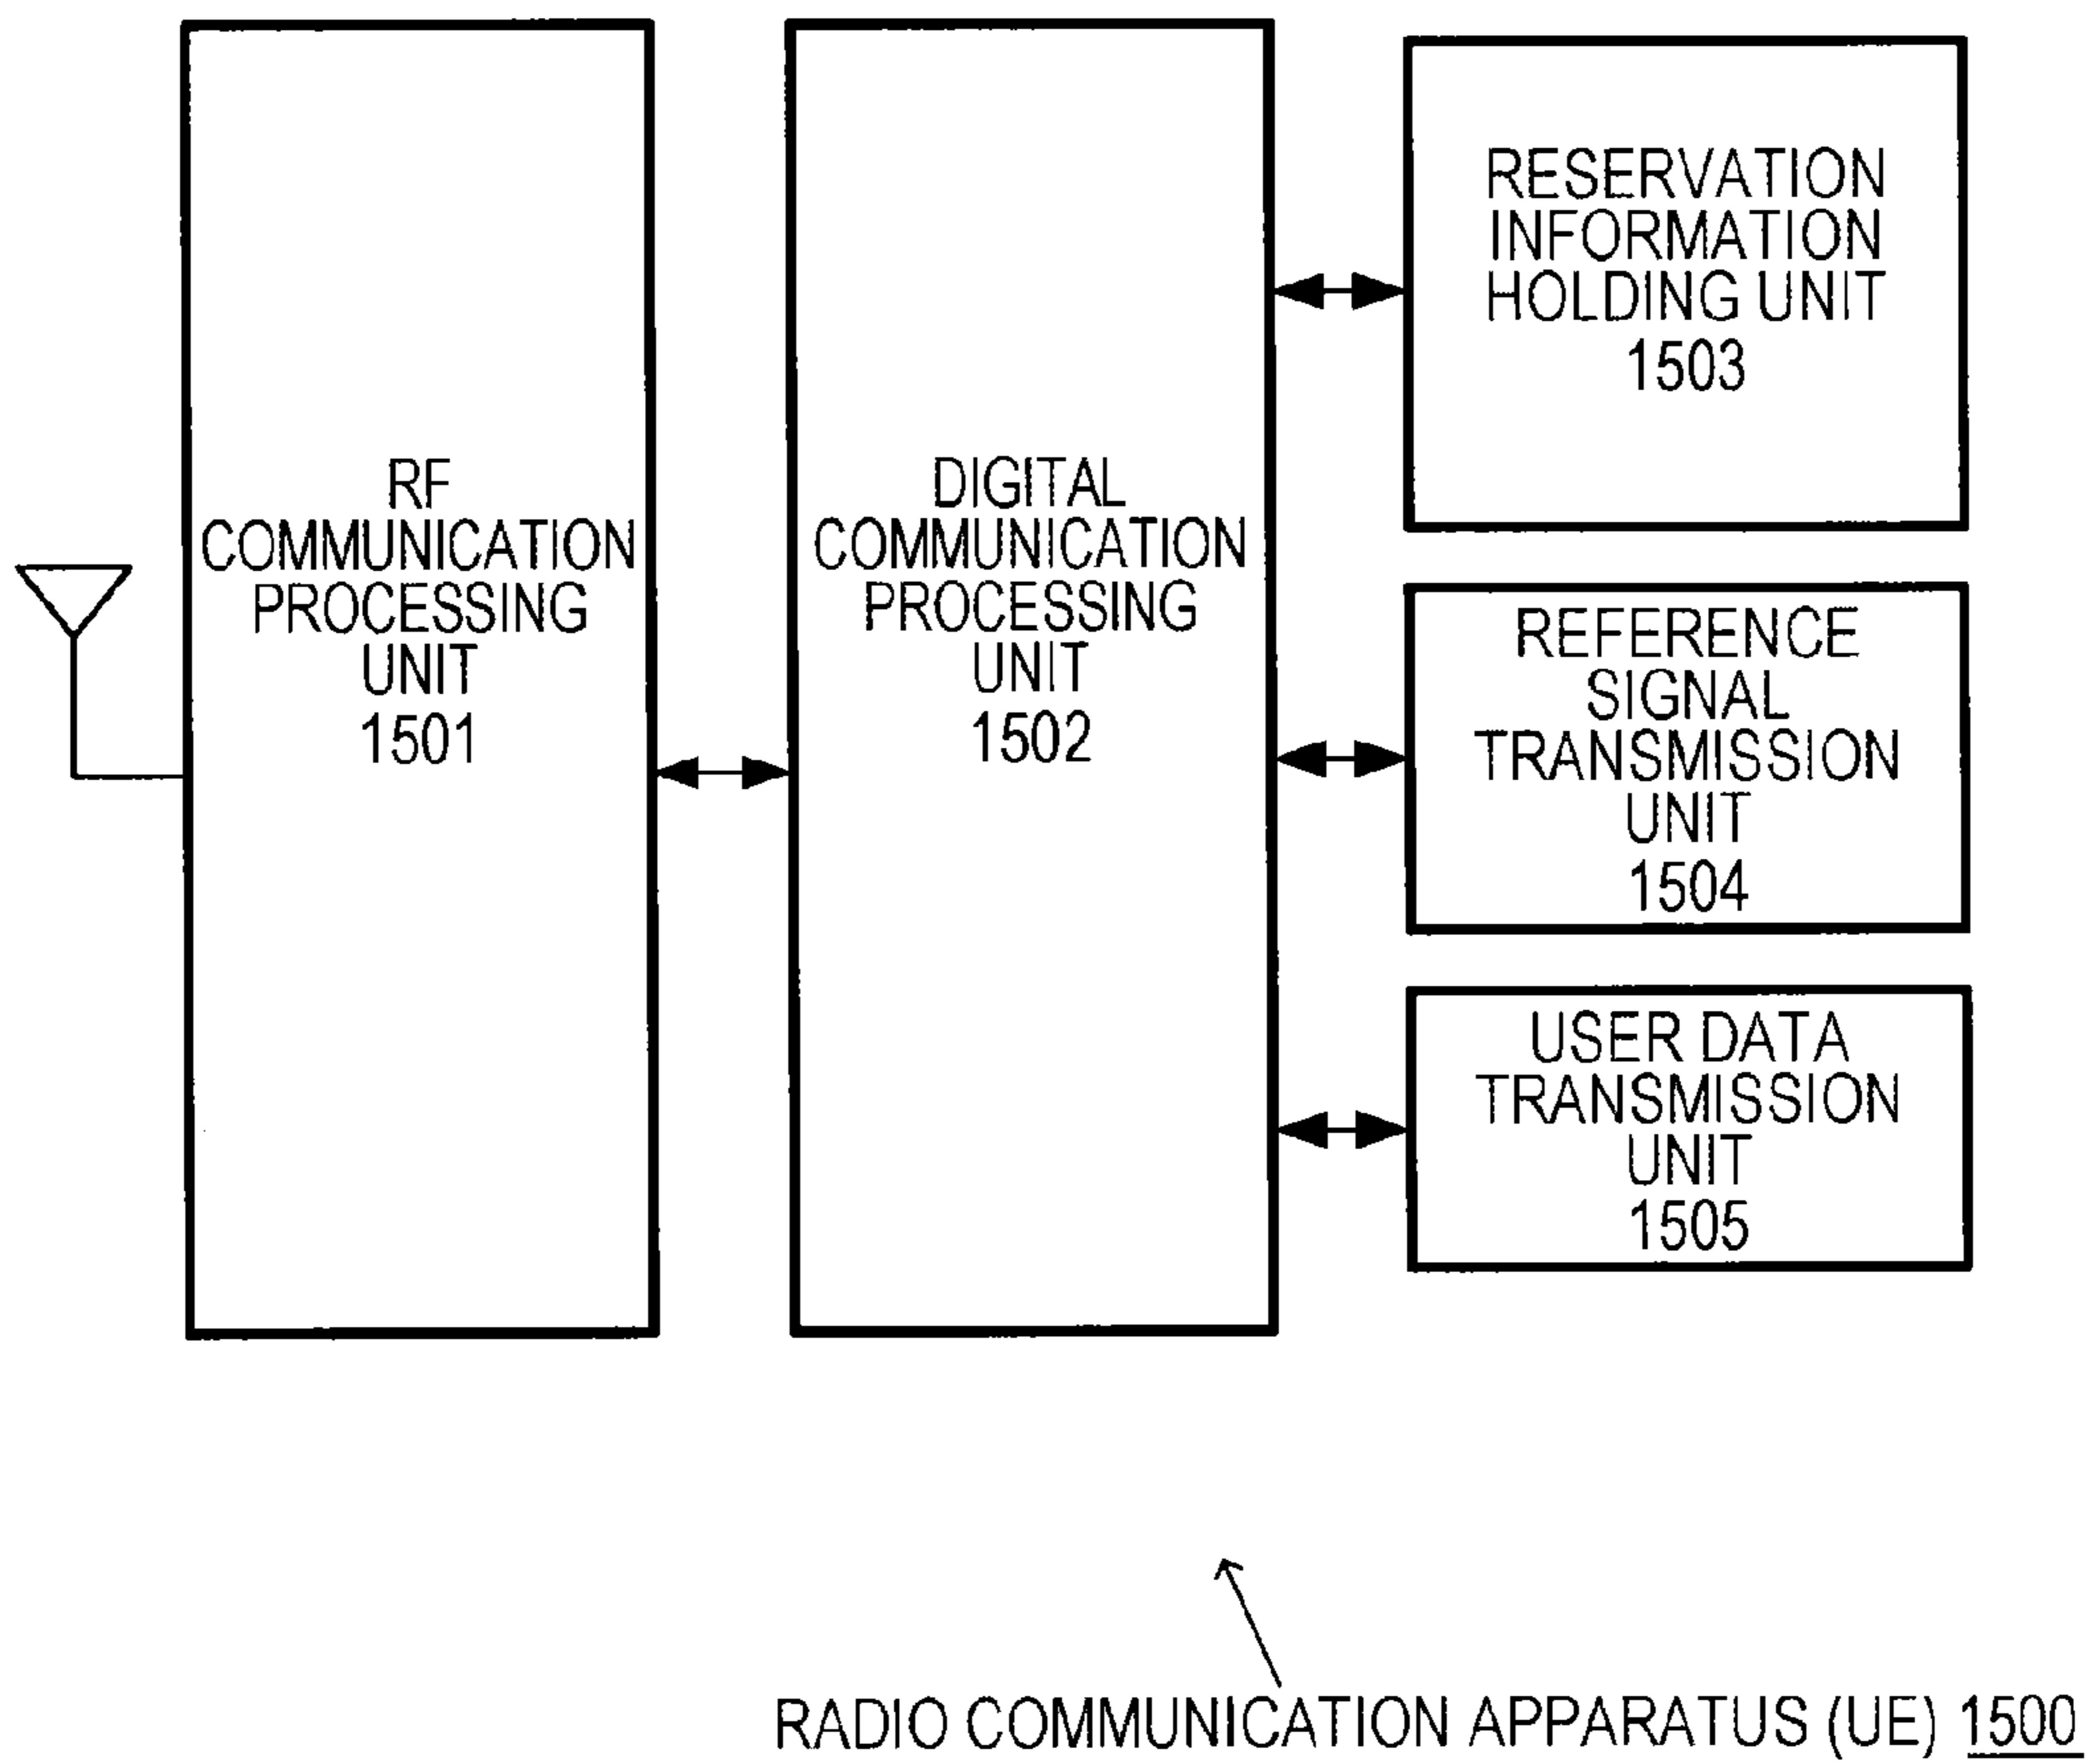 RF
COMMUNICATION
PROCESSING
UNIT
1501
DIGITAL
COMMUNICATION
PROCESSING
UNIT
1502
RESERVATION
INFORMATION
HOLDING UNIT
1503
REFERENCE
SIGNAL
TRANSMISSION
UNIT
1504
USER DATA
TRANSMISSION
UNIT
1505
RADIO COMMUNICATION APPARATUS (UE) 1500